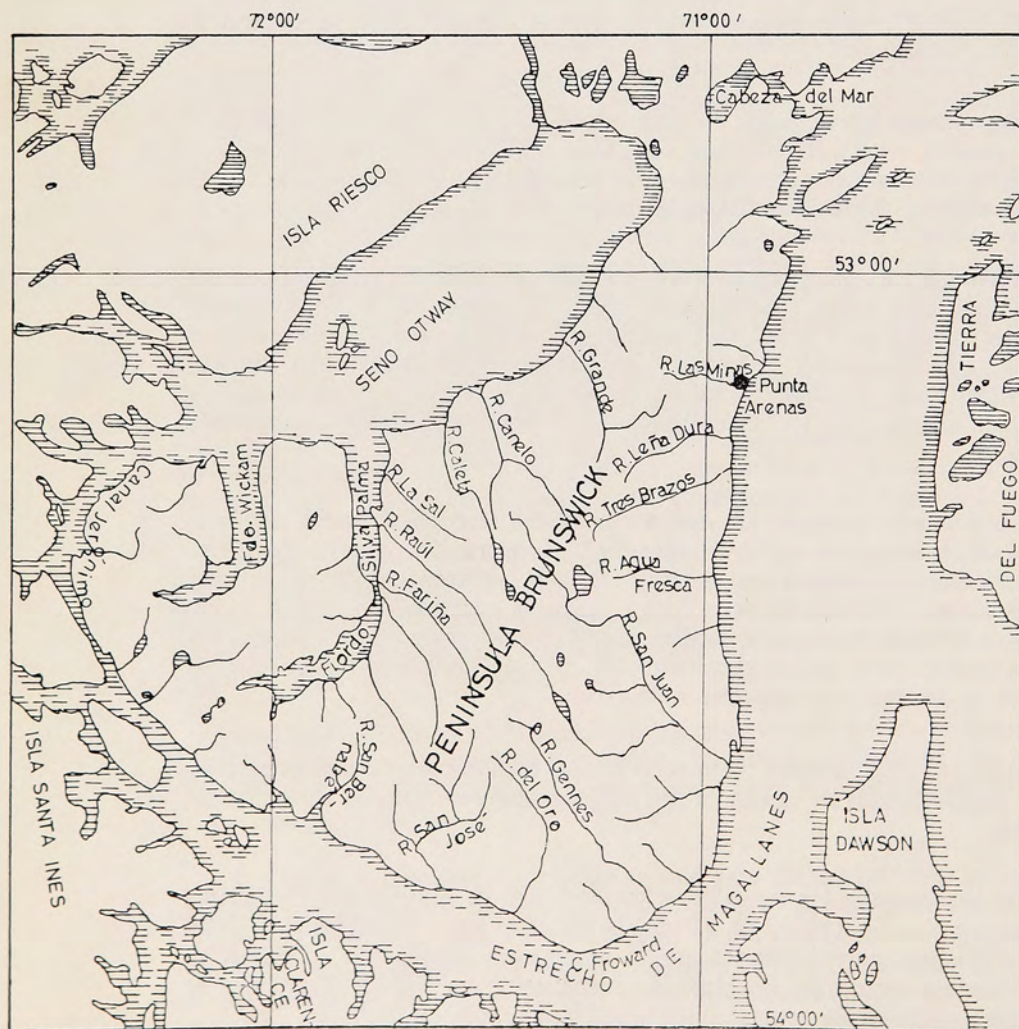 72°00'
71°00'
Cabeza del Mar
ISLA RIESCO
53°00'
SENO OTWAY
TIERRA
DEL FUEGO
R. Grande
R. Las Minas
Punta
Arenas
R. Canelo
R. Caleta
R. Leña Dura
R. Tres Brazos
Canal Jerónimo
Fdo. Wickam
Fiordo Silva Palma
R. La Sal
R. Raúl
R. Fariña
PENINSULA BRUNSWICK
R. Agua
Fresca
R. San Juan
R. San Ber-
nabé
R. Gennes
R. del Oro
R. San
José
ISLA SANTA INES
ISLA
DAWSON
ISLA
CLAREN-
CE
C. Froward
ESTRECHO DE MAGALLANES
54°00'